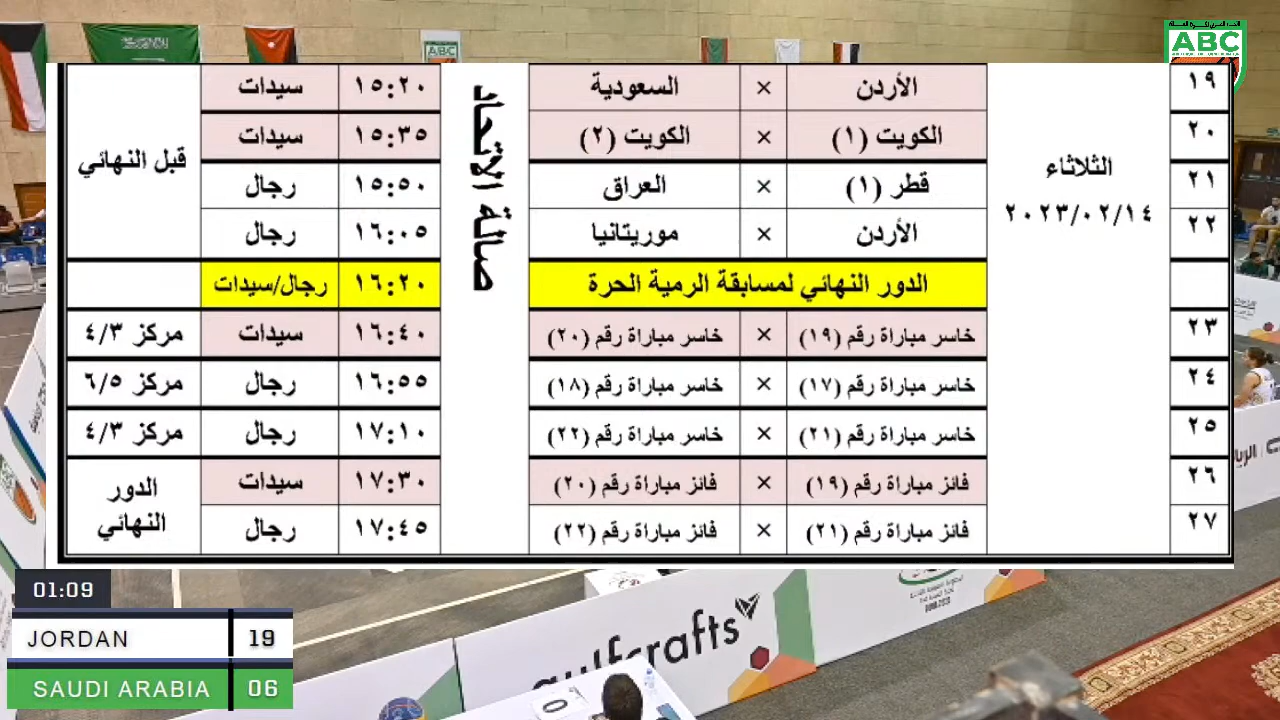 ABC
ABC
١٩ الأردن × السعودية ١٥:٢٠ سيدات
٢٠ الكويت (١) × الكويت (٢) ١٥:٣٥ سيدات
٢١ قطر (١) × العراق ١٥:٥٠ رجال
٢٢ الأردن × موريتانيا ١٦:٠٥ رجال
قبل النهائي
الثلاثاء
٢٠٢٣/٠٢/١٤
صالة الاتحاد
الدور النهائي لمسابقة الرمية الحرة ١٦:٢٠ رجال/سيدات
٢٣ خاسر مباراة رقم (١٩) × خاسر مباراة رقم (٢٠) ١٦:٤٠ سيدات مركز ٤/٣
٢٤ خاسر مباراة رقم (١٧) × خاسر مباراة رقم (١٨) ١٦:٥٥ رجال مركز ٦/٥
٢٥ خاسر مباراة رقم (٢١) × خاسر مباراة رقم (٢٢) ١٧:١٠ رجال مركز ٤/٣
٢٦ فائز مباراة رقم (١٩) × فائز مباراة رقم (٢٠) ١٧:٣٠ سيدات
٢٧ فائز مباراة رقم (٢١) × فائز مباراة رقم (٢٢) ١٧:٤٥ رجال
الدور
النهائي
01:09
JORDAN 19
SAUDI ARABIA 06
gulfcrafts
0